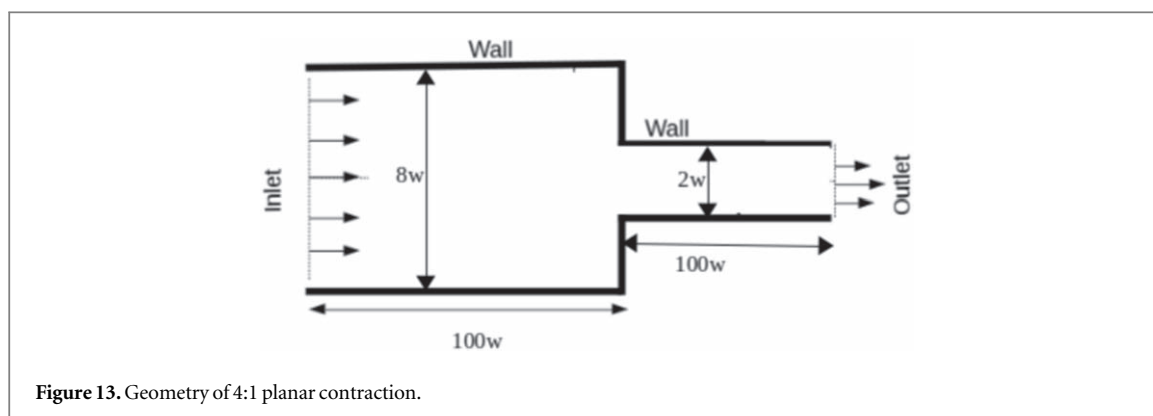 Wall
Wall
Inlet
8w
2w
Outlet
100w
100w
Figure 13. Geometry of 4:1 planar contraction.